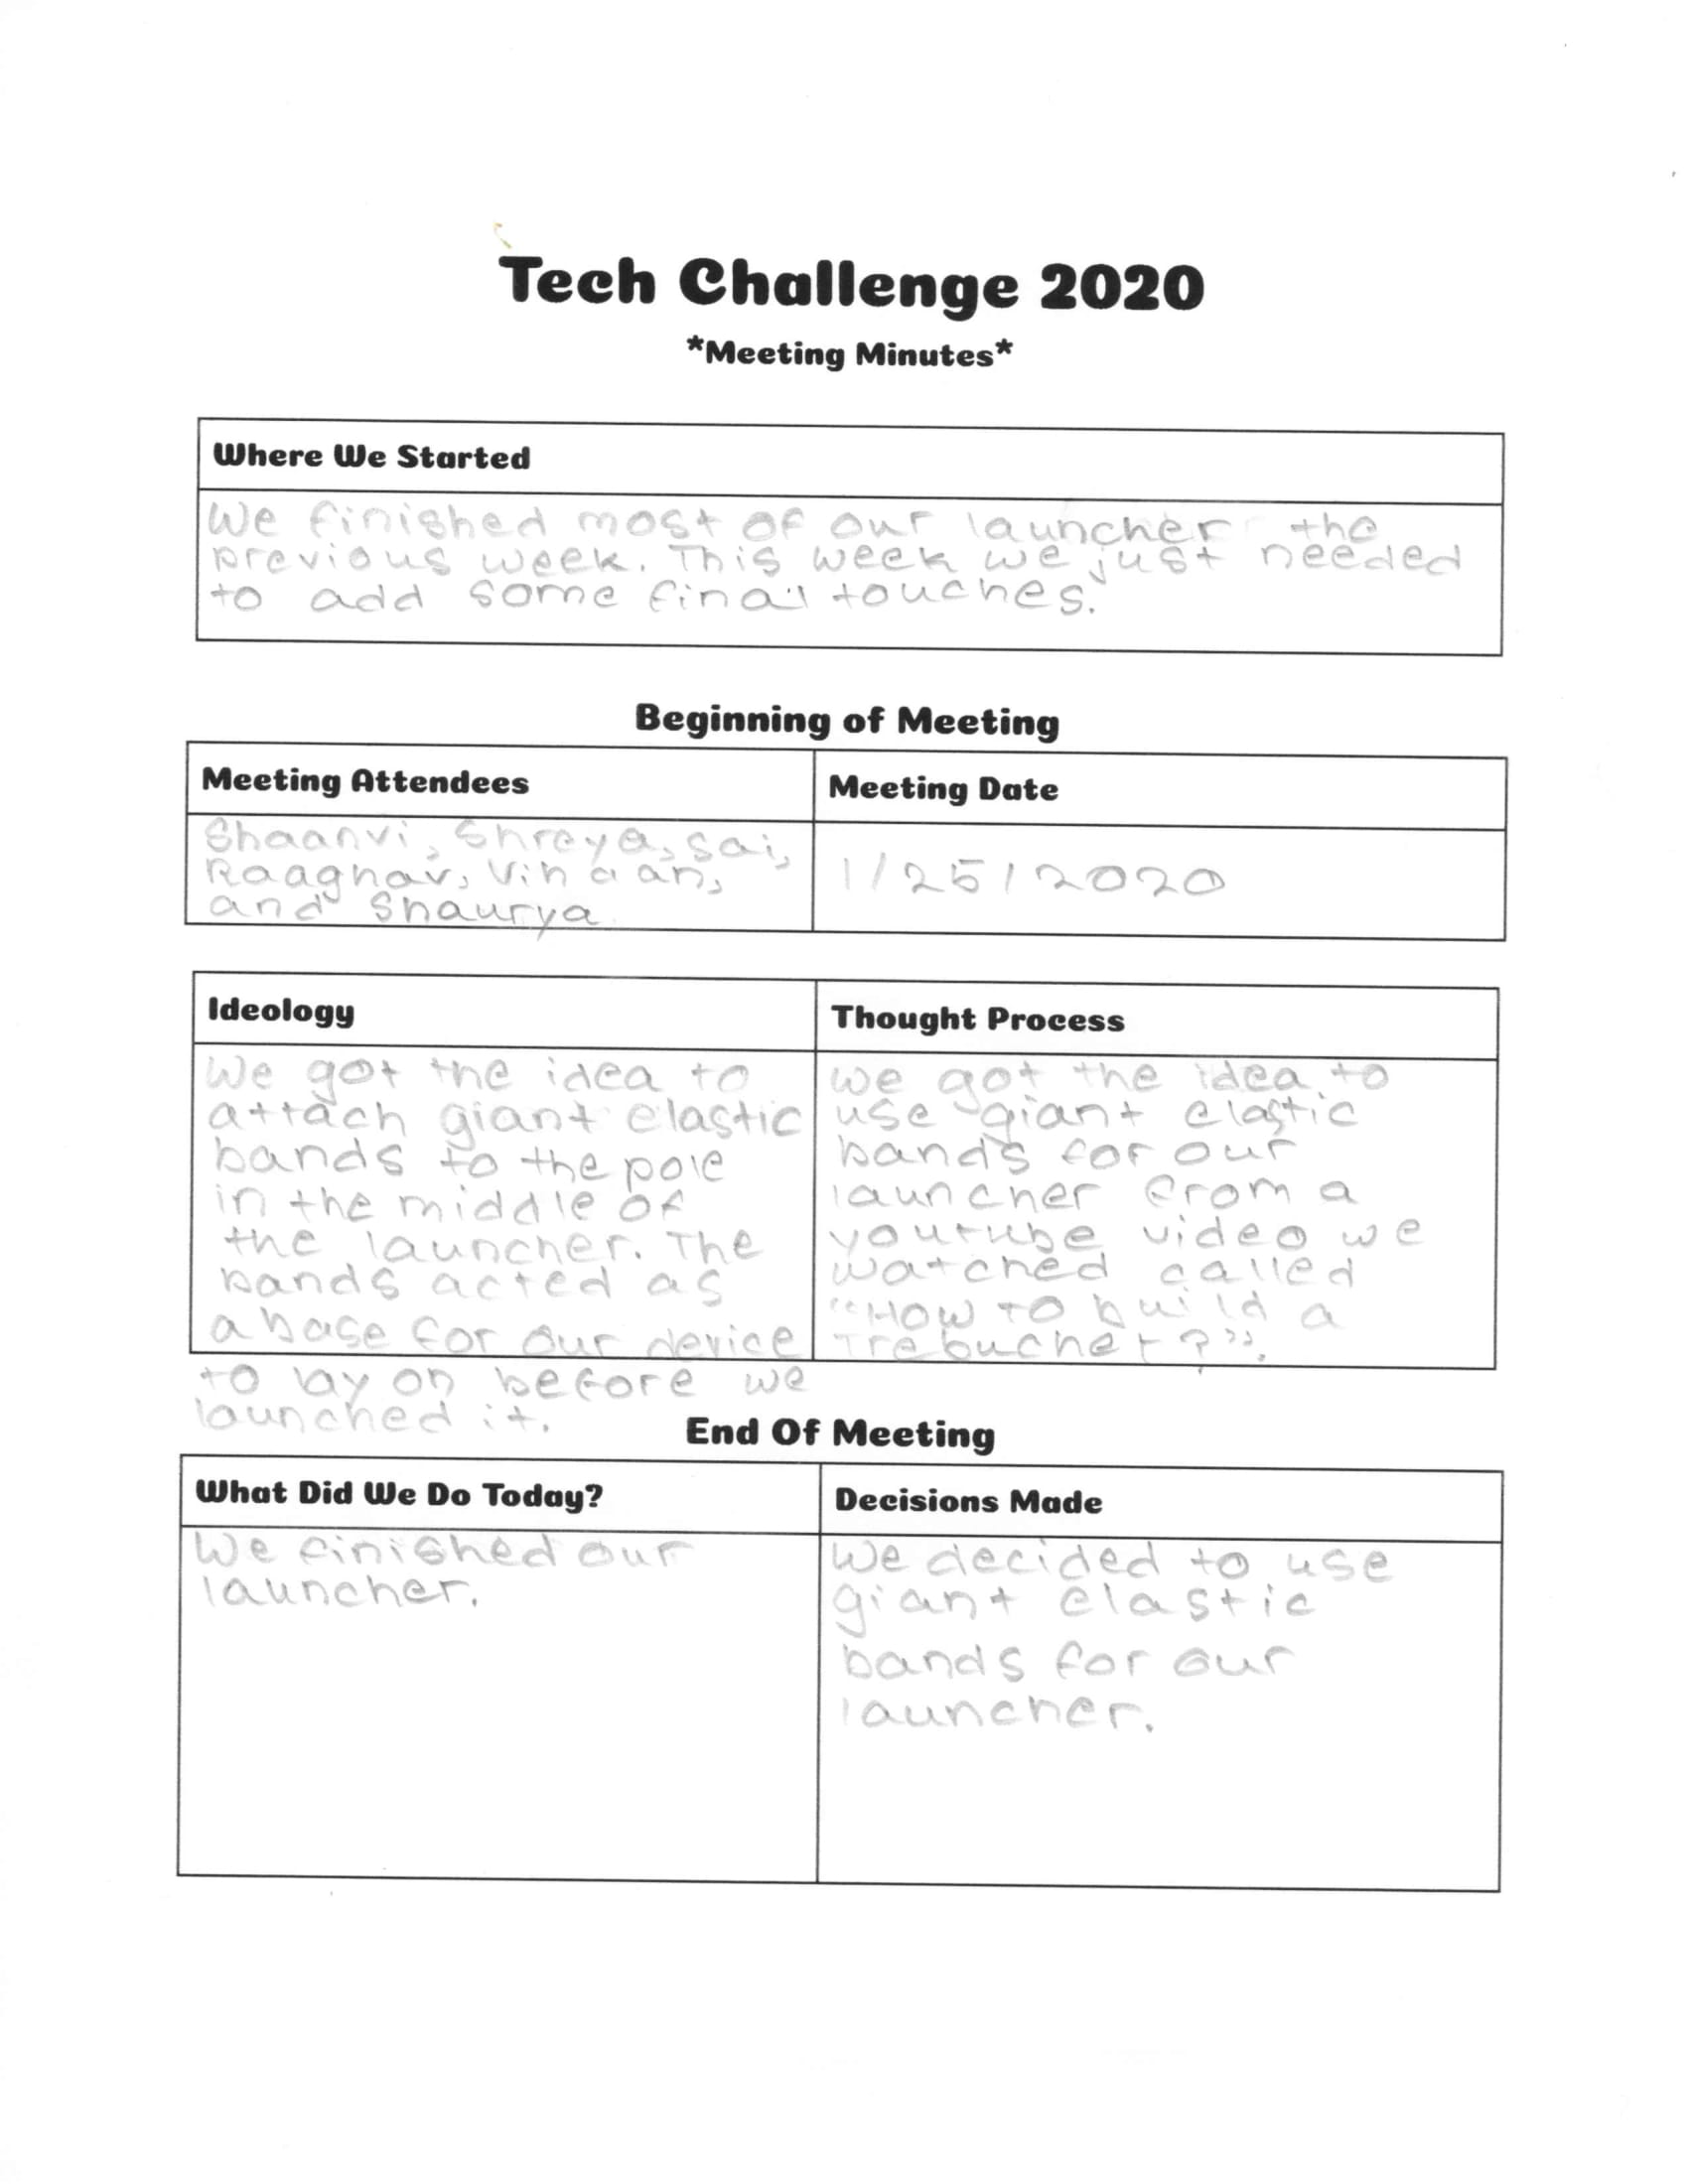 Tech Challenge 2020
*Meeting Minutes*
Where We Started
We finished most of our launcher the
previous week. This week we just needed
to add some final touches.
Beginning of Meeting
Meeting Attendees
Shaanvi, Shreya, Sai,
Raaghav, Vihaan,
and Shaurya
Meeting Date
1/25/2020
Ideology
We got the idea to
attach giant elastic
bands to the pole
in the middle of
the launcher. The
bands acted as
a base for our device
to lay on before we
launched it.
Thought Process
we got the idea to
use giant elastic
bands for our
launcher from a
youtube video we
watched called
"How To build a
Trebuchet?".
End Of Meeting
What Did We Do Today?
We finished our
launcher.
Decisions Made
We decided to use
giant elastic
bands for our
launcher.